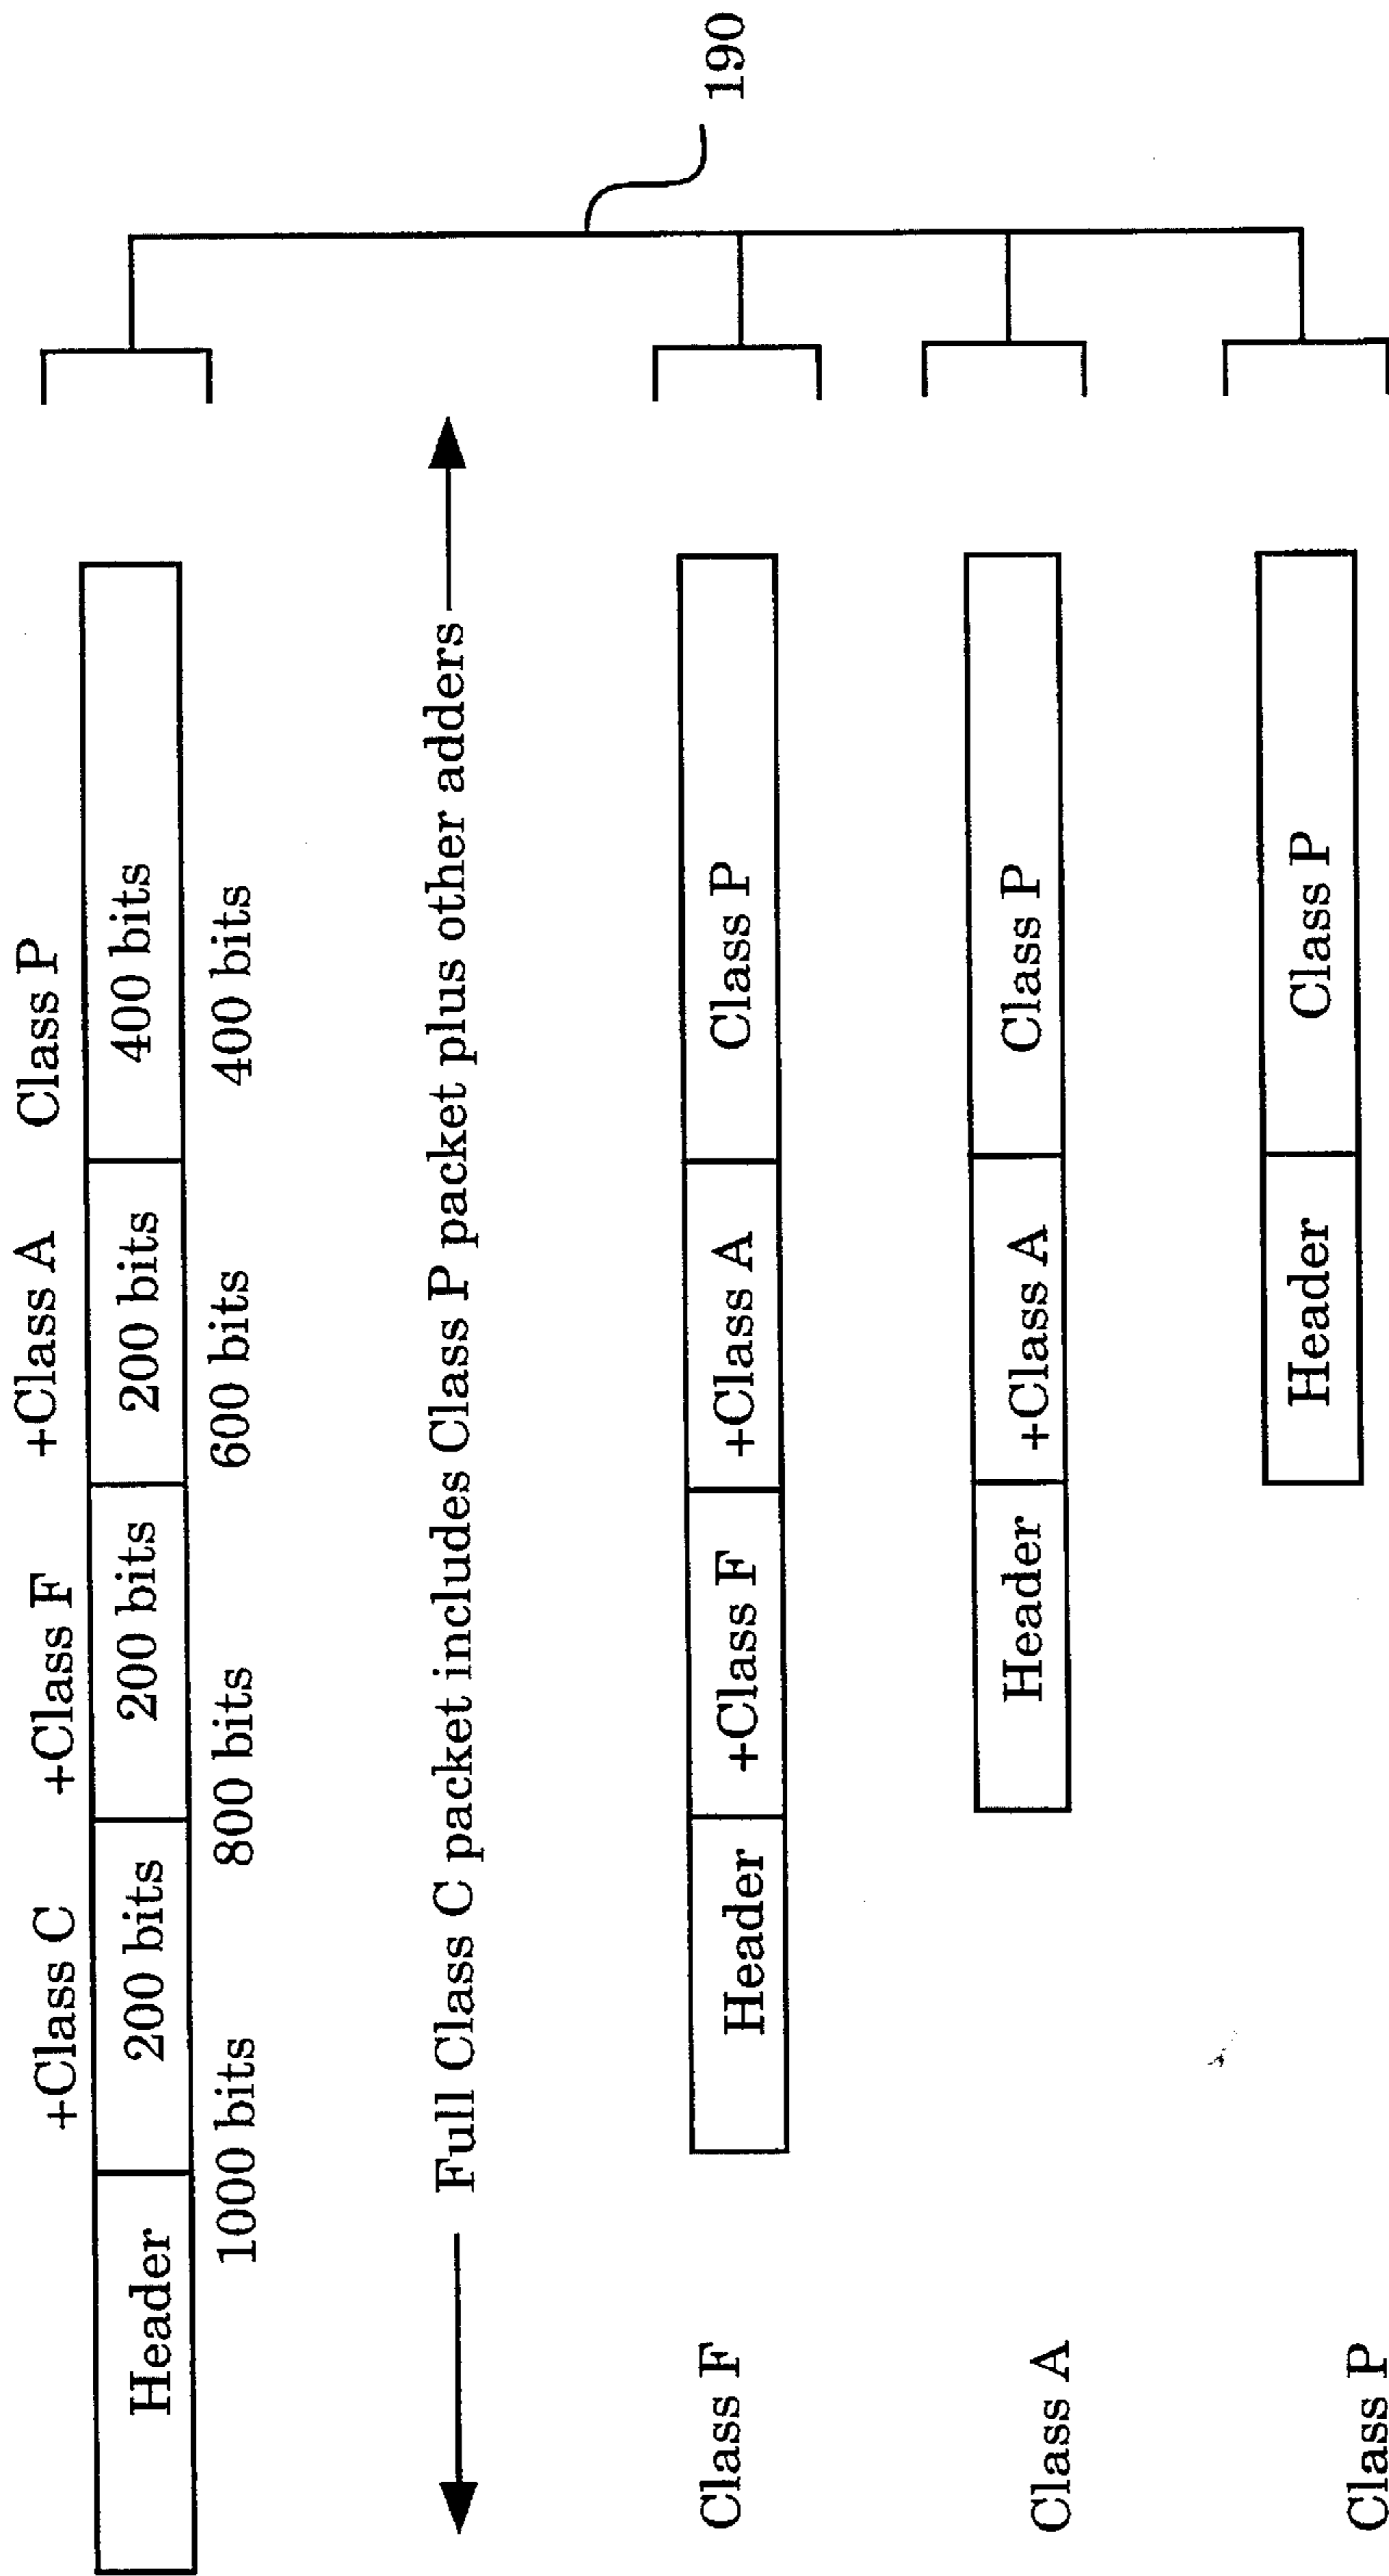 +Class C +Class F +Class A Class P
Header 200 bits 200 bits 200 bits 400 bits
1000 bits 800 bits 600 bits 400 bits
Full Class C packet includes Class P packet plus other adders
190
Class F Header +Class F +Class A Class P
Class A Header +Class A Class P
Class P Header Class P